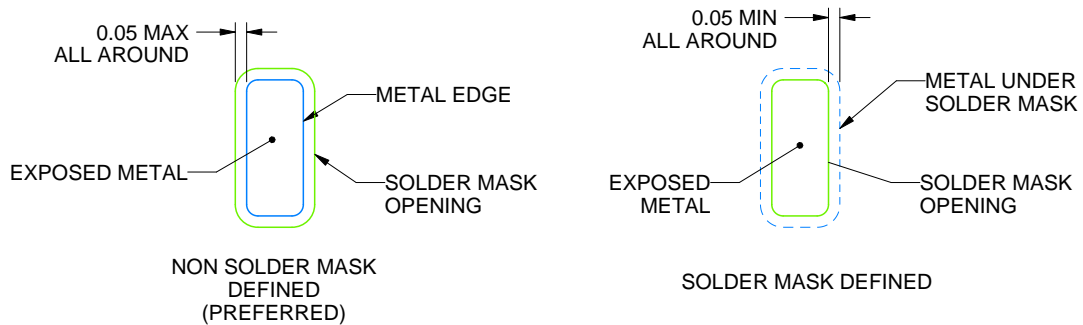 0.05 MAX
ALL AROUND
METAL EDGE
EXPOSED METAL
SOLDER MASK
OPENING
NON SOLDER MASK
DEFINED
(PREFERRED)
0.05 MIN
ALL AROUND
METAL UNDER
SOLDER MASK
EXPOSED
METAL
SOLDER MASK
OPENING
SOLDER MASK DEFINED